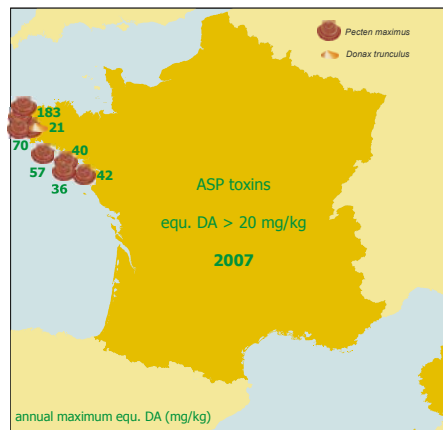 Pecten maximus
Donax trunculus
183
21
70
40
57
36
42
ASP toxins
equ. DA > 20 mg/kg
2007
annual maximum equ. DA (mg/kg)